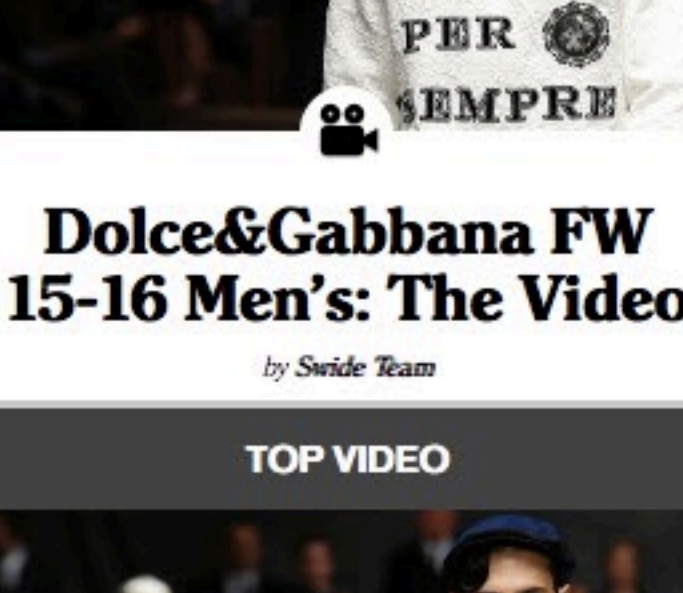 PER
SEMPRE
Dolce&Gabbana FW
15-16 Men's: The Video
by Swide Team
TOP VIDEO